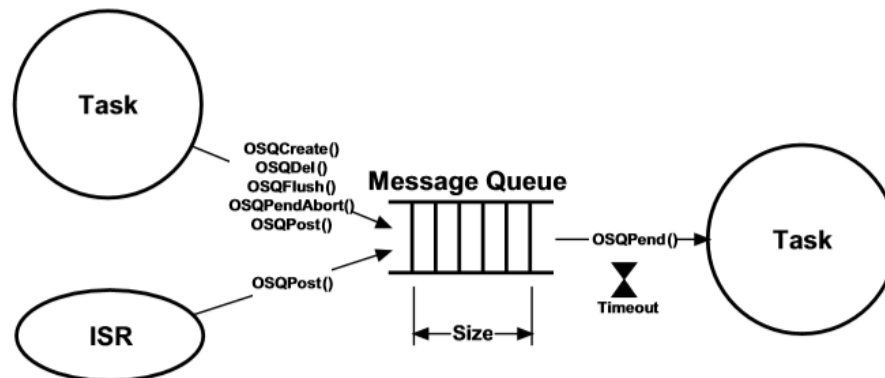 Task
OSQCreate()
OSQDel()
OSQFlush()
OSQPendAbort()
OSQPost()
Message Queue
OSQPend()
Timeout
Task
OSQPost()
ISR
Size